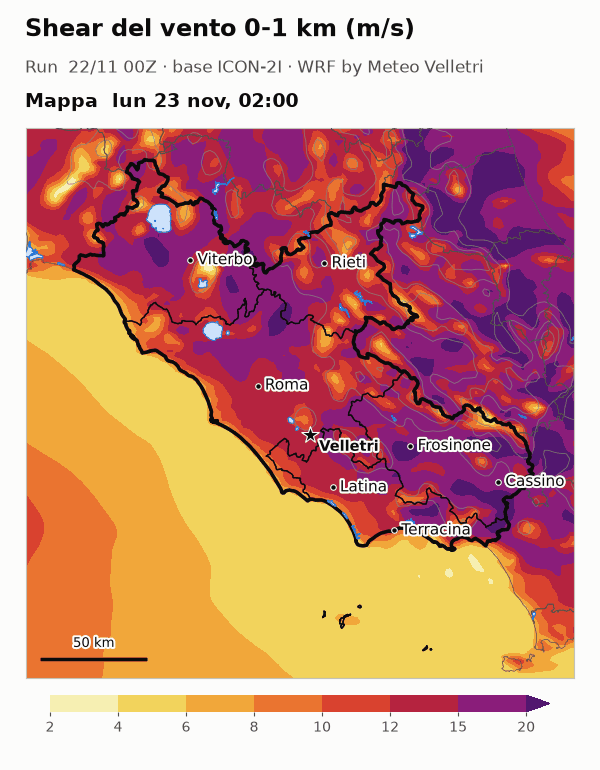 Shear del vento 0-1 km (m/s)
Run  22/11 00Z · base ICON-2I · WRF by Meteo Velletri
Mappa  lun 23 nov, 02:00
Viterbo
Rieti
Roma
Velletri
Frosinone
Latina
Cassino
Terracina
50 km
2 4 6 8 10 12 15 20